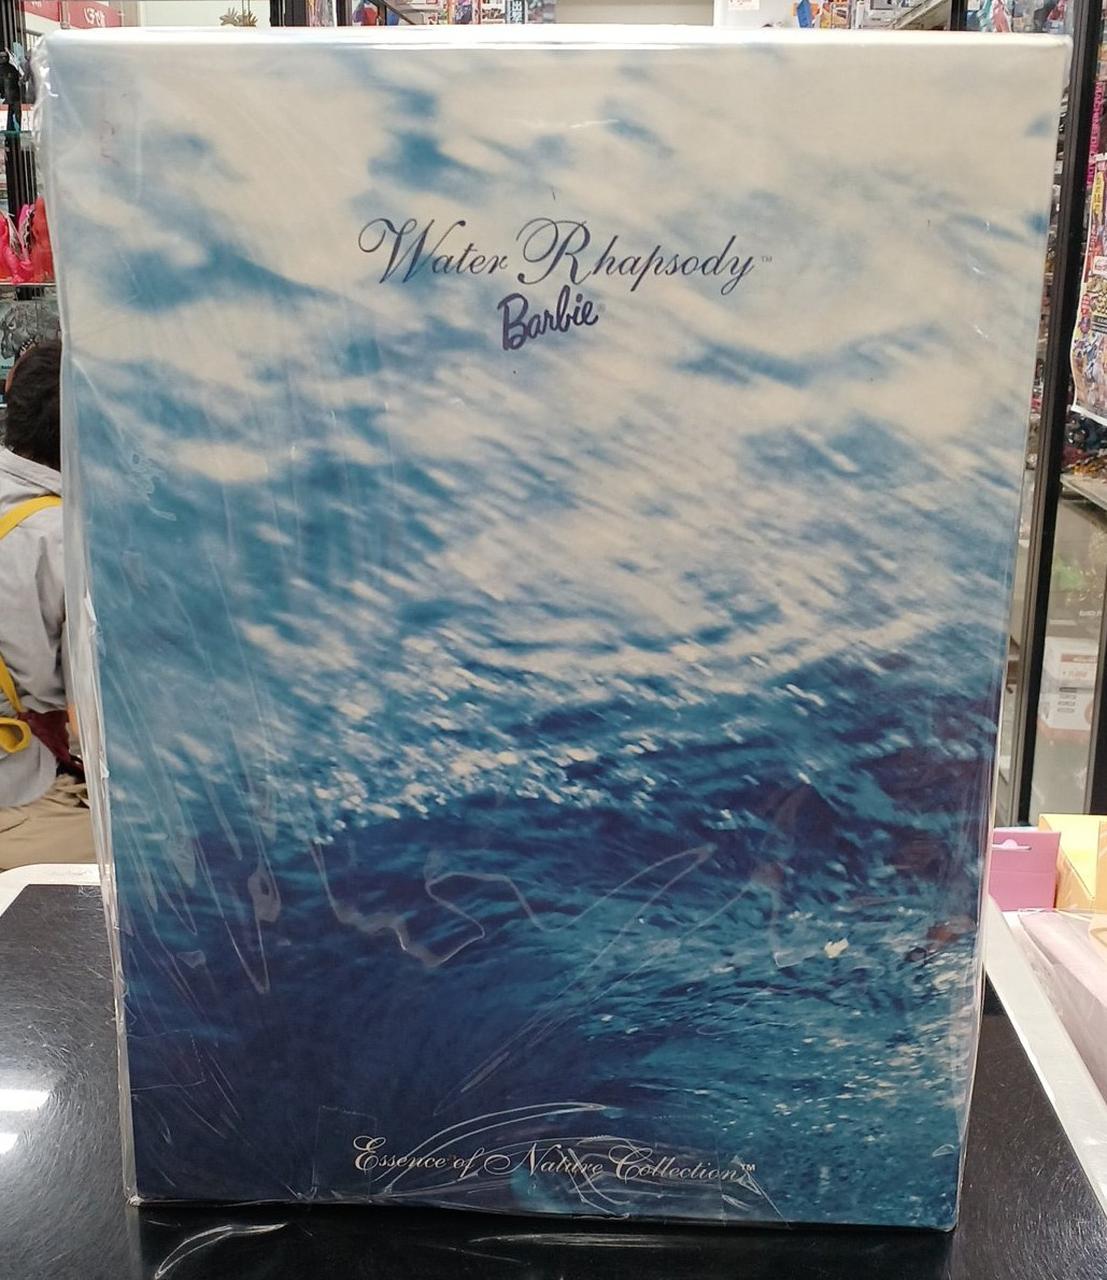 Water Rhapsody™
Barbie®
Essence of Nature Collection™